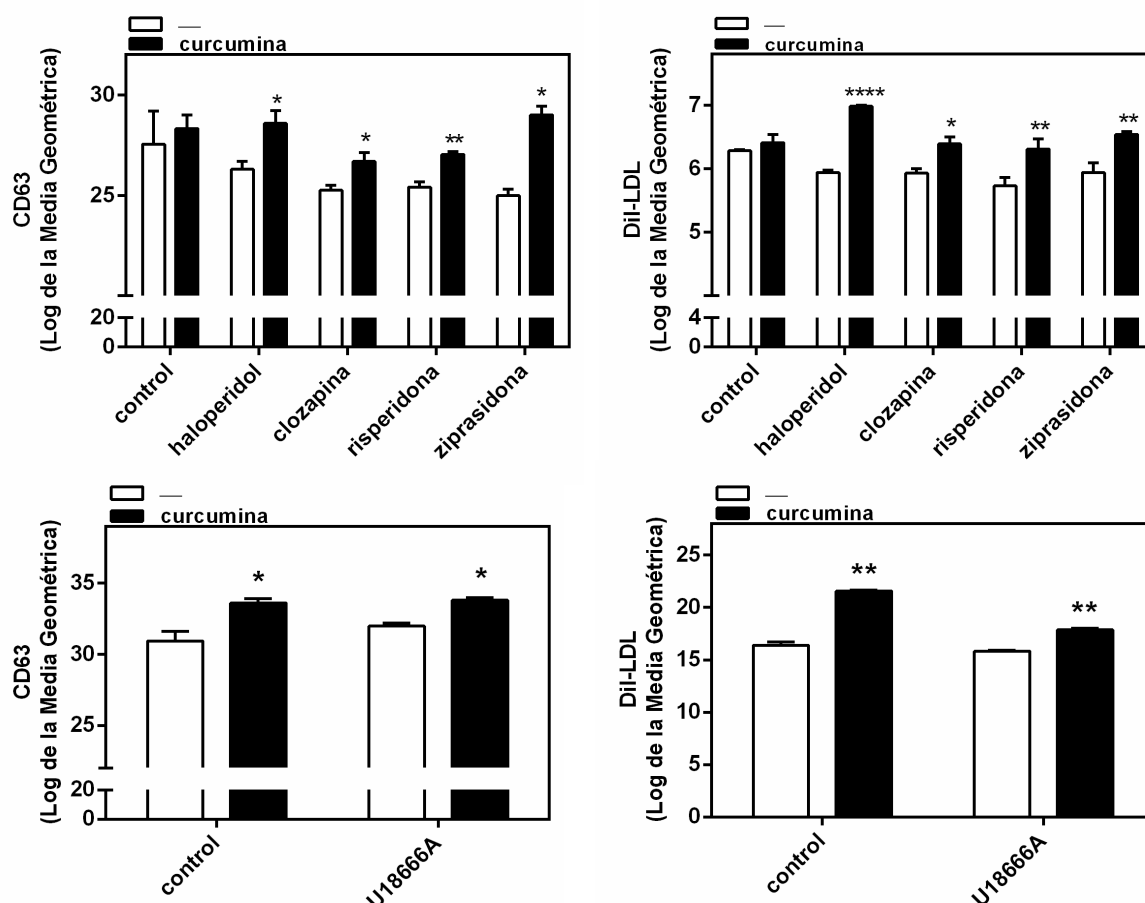 —
curcumina
CD63
(Log de la Media Geométrica)
30
25
20
0
control
haloperidol
clozapina
risperidona
ziprasidona
*
*
**
*
—
curcumina
DiI-LDL
(Log de la Media Geométrica)
7
6
5
4
0
control
haloperidol
clozapina
risperidona
ziprasidona
****
*
**
**
—
curcumina
CD63
(Log de la Media Geométrica)
35
30
25
20
0
control
U18666A
*
*
—
curcumina
DiI-LDL
(Log de la Media Geométrica)
25
20
15
10
5
0
control
U18666A
**
**